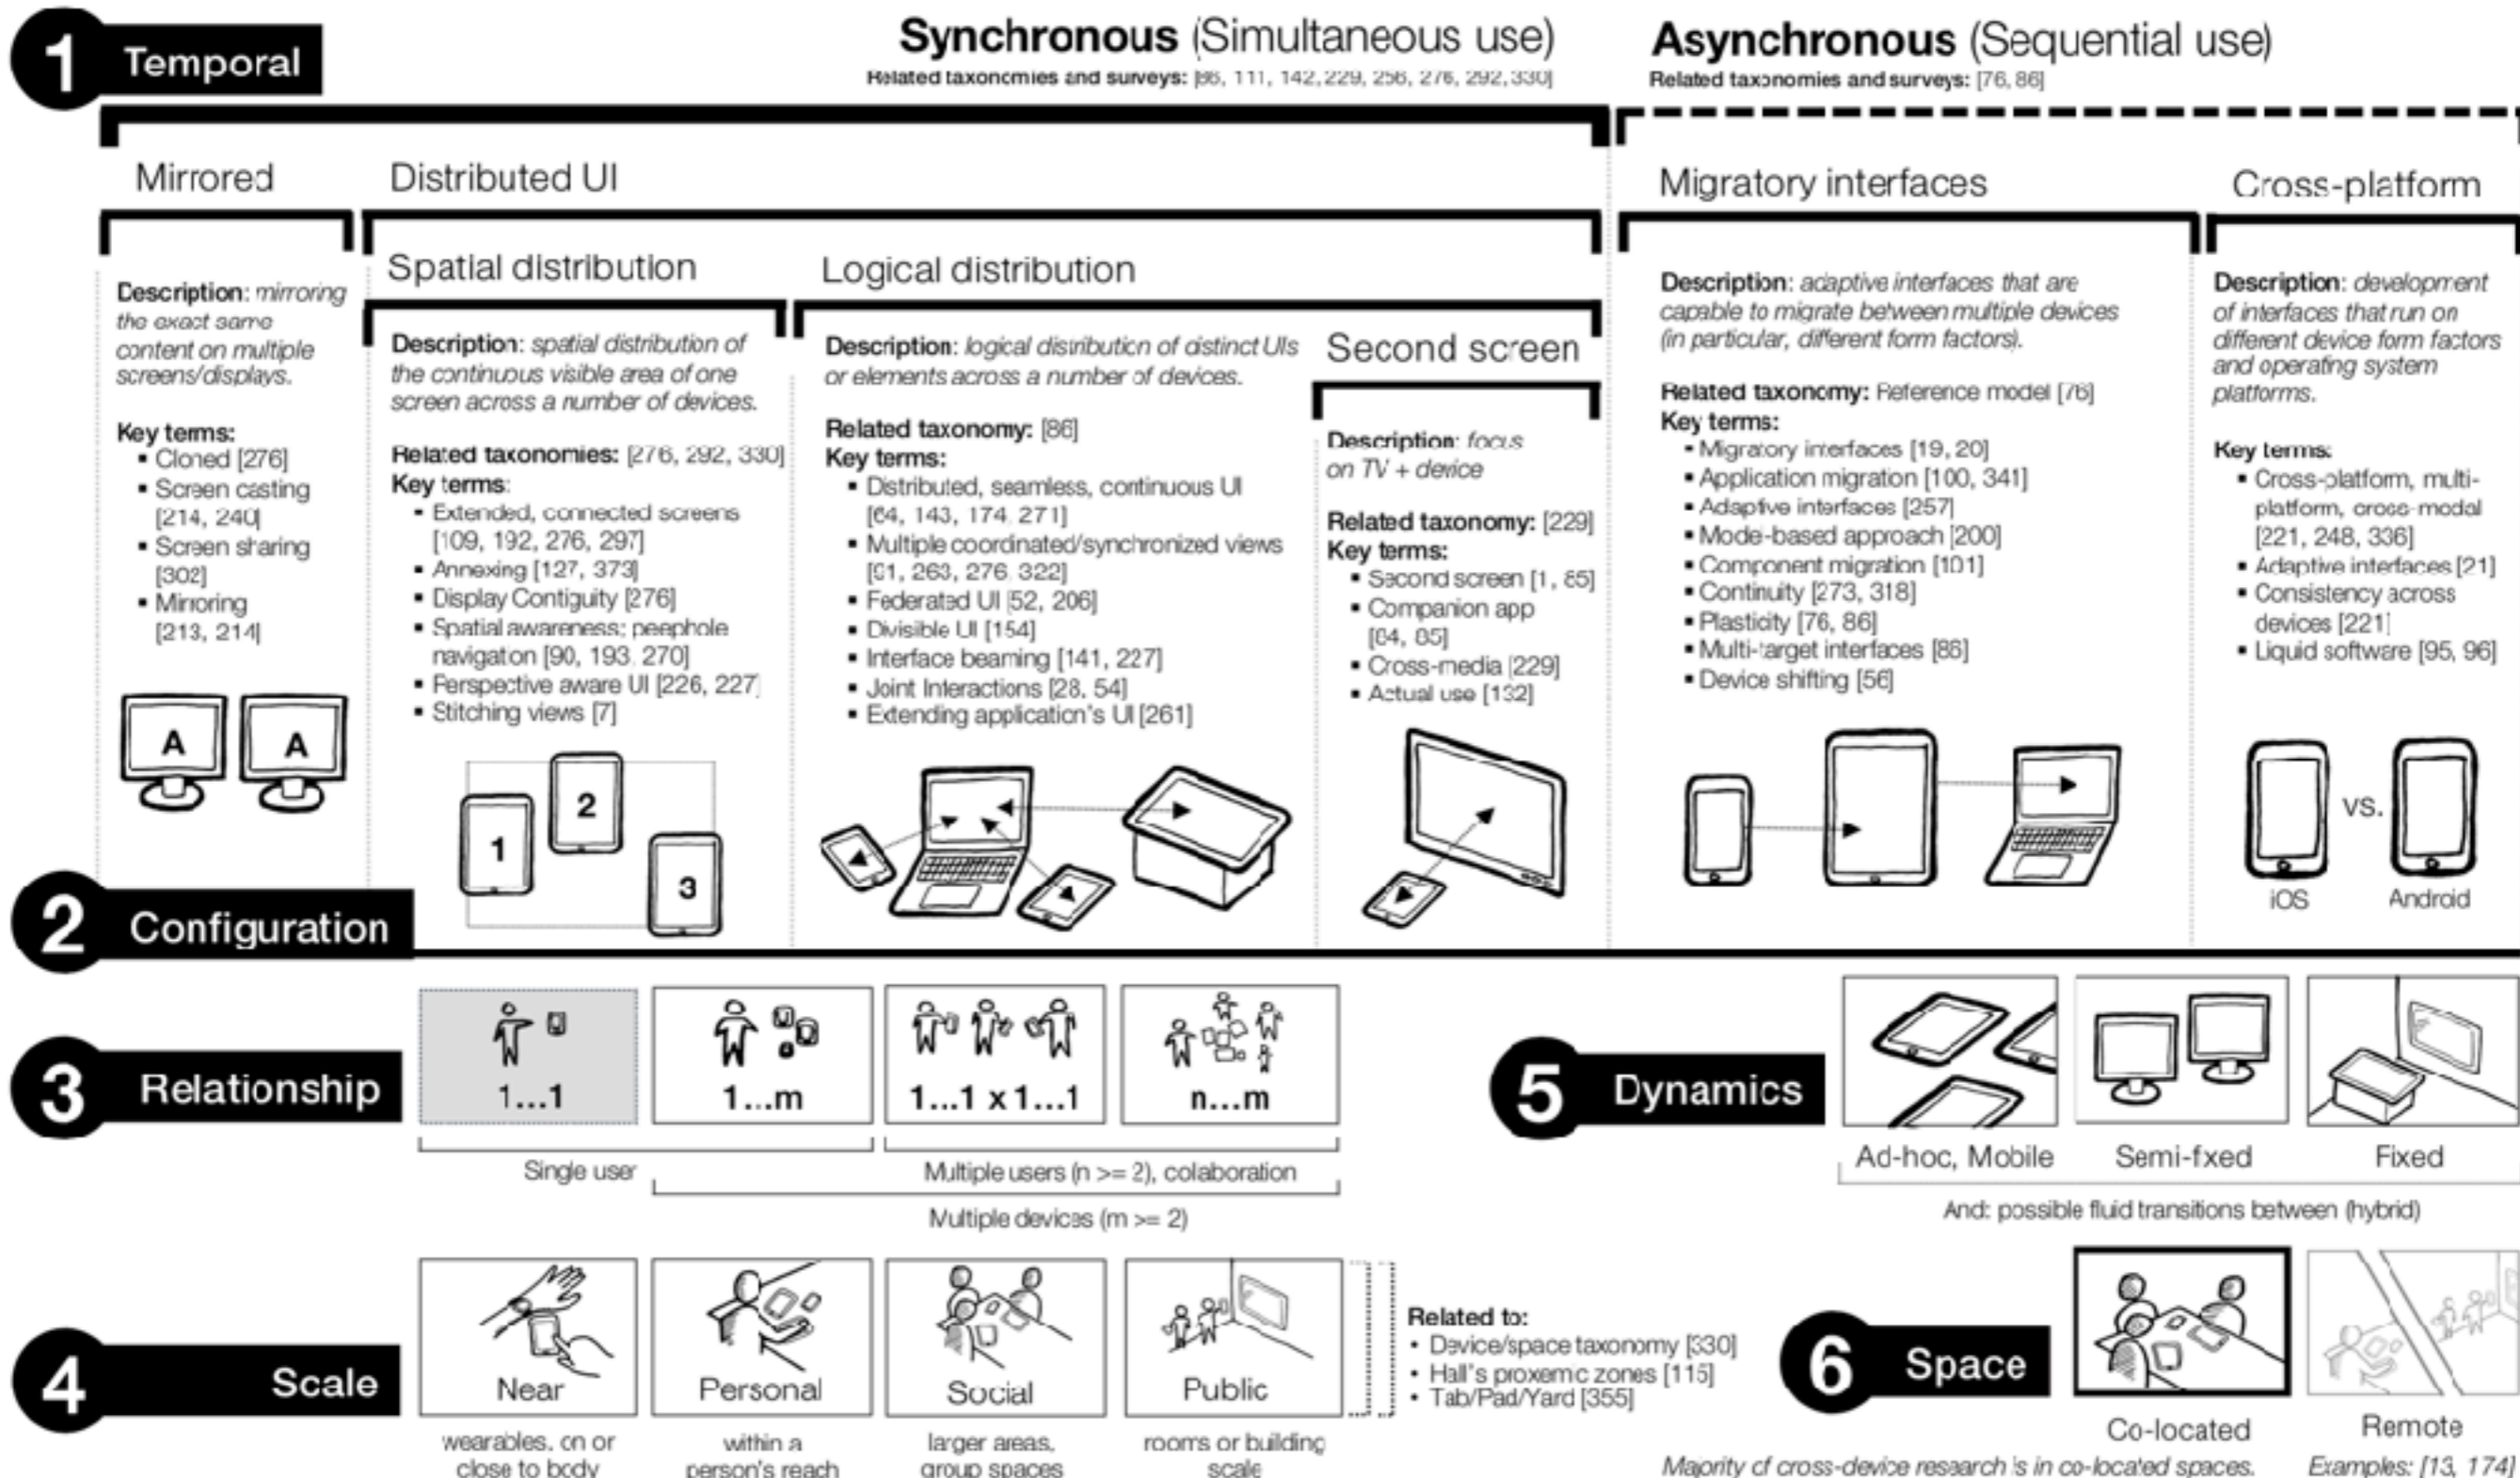 1 Temporal
Synchronous (Simultaneous use)
Related taxonomies and surveys: [86, 111, 142, 229, 256, 276, 292, 330]
Asynchronous (Sequential use)
Related taxonomies and surveys: [76, 86]
Mirrored
Description: mirroring
the exact same
content on multiple
screens/displays.
Key terms:
▪ Cloned [276]
▪ Screen casting
[214, 240]
▪ Screen sharing
[302]
▪ Mirroring
[213, 214]
A
A
Distributed UI
Spatial distribution
Description: spatial distribution of
the continuous visible area of one
screen across a number of devices.
Related taxonomies: [276, 292, 330]
Key terms:
▪ Extended, connected screens
[109, 192, 276, 297]
▪ Annexing [127, 373]
▪ Display Contiguity [276]
▪ Spatial awareness; peephole
navigation [90, 193, 270]
▪ Perspective aware UI [226, 227]
▪ Stitching views [7]
1
2
3
Logical distribution
Description: logical distribution of distinct UIs
or elements across a number of devices.
Related taxonomy: [86]
Key terms:
▪ Distributed, seamless, continuous UI
[64, 143, 174, 271]
▪ Multiple coordinated/synchronized views
263, 276, 322]
▪ Federated UI [52, 206]
▪ Divisible UI [154]
▪ Interface beaming [141, 227]
▪ Joint Interactions [28, 54]
▪ Extending application's UI [261]
Second screen
Description: focus
on TV + device
Related taxonomy: [229]
Key terms:
▪ Second screen [1, 85]
▪ Companion app
[84, 85]
▪ Cross-media [229]
▪ Actual use [132]
Migratory interfaces
Description: adaptive interfaces that are
capable to migrate between multiple devices
(in particular, different form factors).
Related taxonomy: Reference model [76]
Key terms:
▪ Migratory interfaces [19, 20]
▪ Application migration [100, 341]
▪ Adaptive interfaces [257]
▪ Model-based approach [200]
▪ Component migration [101]
▪ Continuity [273, 318]
▪ Plasticity [76, 86]
▪ Multi-target interfaces [86]
▪ Device shifting [56]
Cross-platform
Description: development
of interfaces that run on
different device form factors
and operating system
platforms.
Key terms:
▪ Cross-platform, multi-
platform, cross-modal
[221, 248, 336]
▪ Adaptive interfaces [21]
▪ Consistency across
devices [221]
▪ Liquid software [95, 96]
vs.
iOS
Android
2 Configuration
3 Relationship
1...1
1...m
1...1 x 1...1
n...m
Single user
Multiple users (n >= 2), colaboration
Multiple devices (m >= 2)
5 Dynamics
Ad-hoc, Mobile
Semi-fxed
Fixed
And: possible fluid transitions between (hybrid)
4 Scale
Near
Personal
Social
Public
wearables, on or
close to body
within a
person's reach
larger areas,
group spaces
rooms or building
scale
Related to:
• Device/space taxonomy [330]
• Hall's proxemic zones [115]
• Tab/Pad/Yard [355]
6 Space
Co-located
Remote
Majority of cross-device research is in co-located spaces.
Examples: [13, 174]